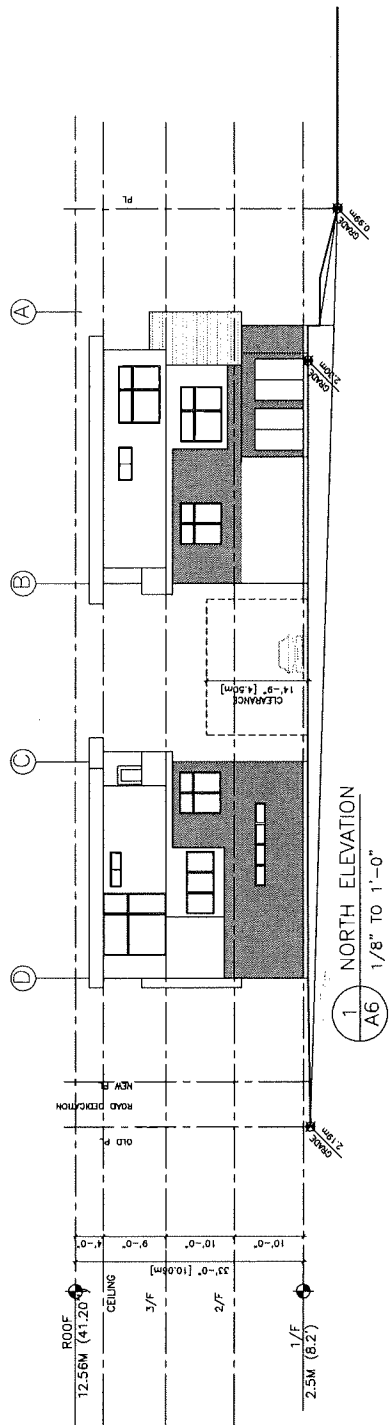 A
B
C
D
PL
ROOF
12.56M (41.20')
CEILING
3/F
2/F
1/F
2.5M (8.2')
4'-0"
9'-0"
10'-0"
10'-0"
33'-0" [10.06m]
OLD PL
ROAD DEDICATION
NEW PL
CLEARANCE
14'-9" [4.50m]
GRADE
2.19m
GRADE
2.30m
GRADE
0.99m
1
A6
NORTH ELEVATION
1/8" TO 1'-0"